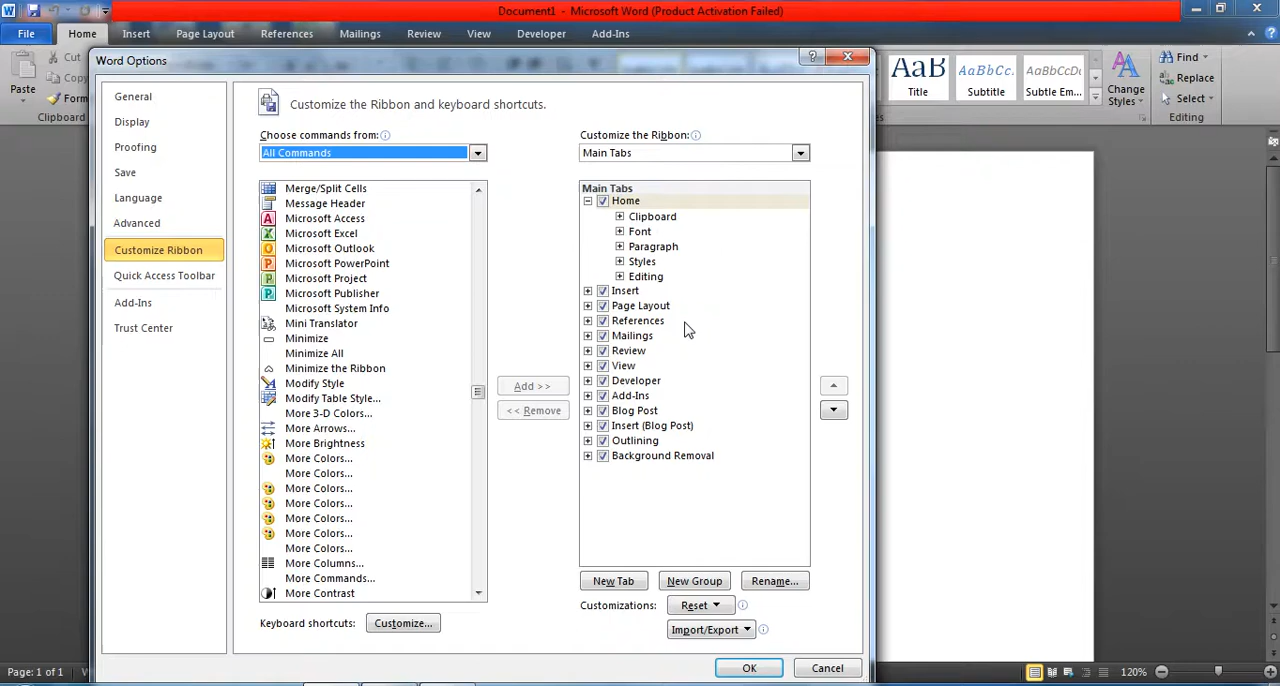 Document1 - Microsoft Word (Product Activation Failed)
File Home Insert Page Layout References Mailings Review View Developer Add-Ins
Cut
Copy
Paste
Clipboard
AaB
Title
AaBbCc.
Subtitle
AaBbCcDc
Subtle Em...
Change
Styles
Find
Replace
Select
Editing
Word Options
General
Display
Proofing
Save
Language
Advanced
Customize Ribbon
Quick Access Toolbar
Add-Ins
Trust Center
Customize the Ribbon and keyboard shortcuts.
Choose commands from:
All Commands
Merge/Split Cells
Message Header
Microsoft Access
Microsoft Excel
Microsoft Outlook
Microsoft PowerPoint
Microsoft Project
Microsoft Publisher
Microsoft System Info
Mini Translator
Minimize
Minimize All
Minimize the Ribbon
Modify Style
Modify Table Style...
More 3-D Colors...
More Arrows...
More Brightness
More Colors...
More Colors...
More Colors...
More Colors...
More Colors...
More Colors...
More Colors...
More Columns...
More Commands...
More Contrast
Keyboard shortcuts: Customize...
Add >>
<< Remove
Customize the Ribbon:
Main Tabs
Main Tabs
Home
Clipboard
Font
Paragraph
Styles
Editing
Insert
Page Layout
References
Mailings
Review
View
Developer
Add-Ins
Blog Post
Insert (Blog Post)
Outlining
Background Removal
New Tab New Group Rename...
Customizations: Reset
Import/Export
OK Cancel
Page: 1 of 1
120%